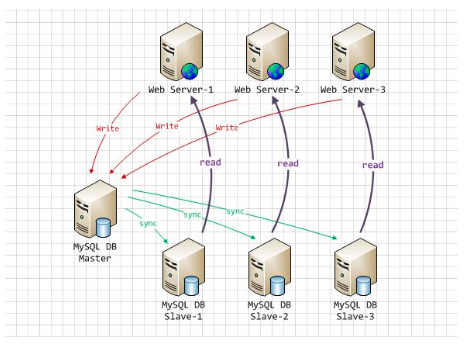 Web Server-1
Web Server-2
Web Server-3
Write
Write
Write
read
read
read
sync
sync
sync
MySQL DB
Master
MySQL DB
Slave-1
MySQL DB
Slave-2
MySQL DB
Slave-3